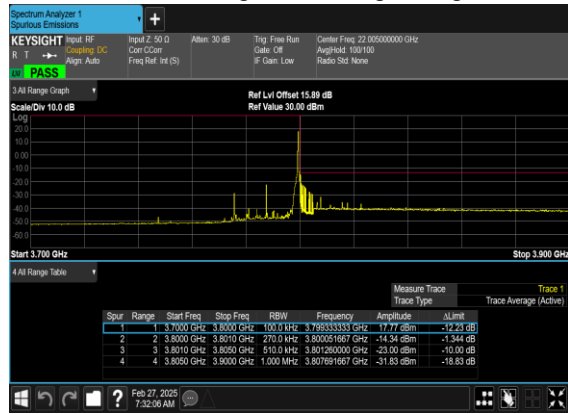 Spectrum Analyzer 1
Spurious Emissions
+
KEYSIGHT Input: RF Input Z: 50 Ω Atten: 30 dB Trig: Free Run Center Freq: 22.005000000 GHz
R T Coupling: DC Corr CCorr Gate: Off Avg|Hold: 100/100
Align: Auto Freq Ref: Int (S) IF Gain: Low Radio Std: None
PASS
3 All Range Graph
Ref Lvl Offset 15.89 dB
Scale/Div 10.0 dB Ref Value 30.00 dBm
Log
20.0
10.0
0.00
-10.0
-20.0
-30.0
-40.0
-50.0
-60.0
Start 3.700 GHz Stop 3.900 GHz
4 All Range Table
Measure Trace Trace 1
Trace Type Trace Average (Active)
Spur Range Start Freq Stop Freq RBW Frequency Amplitude ΔLimit
1 1 3.7000 GHz 3.8000 GHz 100.0 kHz 3.799333333 GHz 17.77 dBm -12.23 dB
2 2 3.8000 GHz 3.8010 GHz 270.0 kHz 3.800051667 GHz -14.34 dBm -1.344 dB
3 3 3.8010 GHz 3.8050 GHz 510.0 kHz 3.801260000 GHz -23.00 dBm -10.00 dB
4 4 3.8050 GHz 3.9000 GHz 1.000 MHz 3.807691667 GHz -31.83 dBm -18.83 dB
? Feb 27, 2025
7:32:06 AM